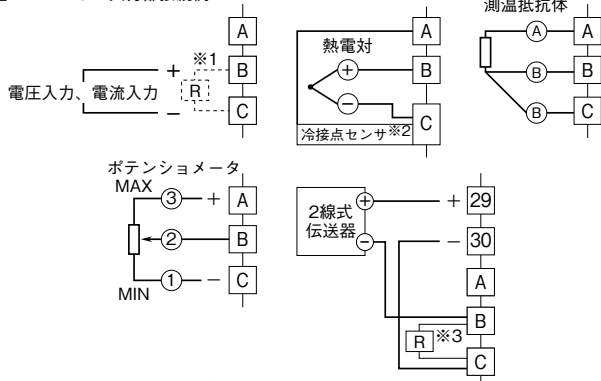 測温抵抗体
A
B
C
電圧入力、電流入力
+
−
※1
R
熱電対
+
−
A
B
C
冷接点センサ※2
A
B
B
A
B
C
ポテンショメータ
MAX
③ +
②
① −
MIN
A
B
C
2線式
伝送器
+
−
+ 29
− 30
A
B
C
R ※3